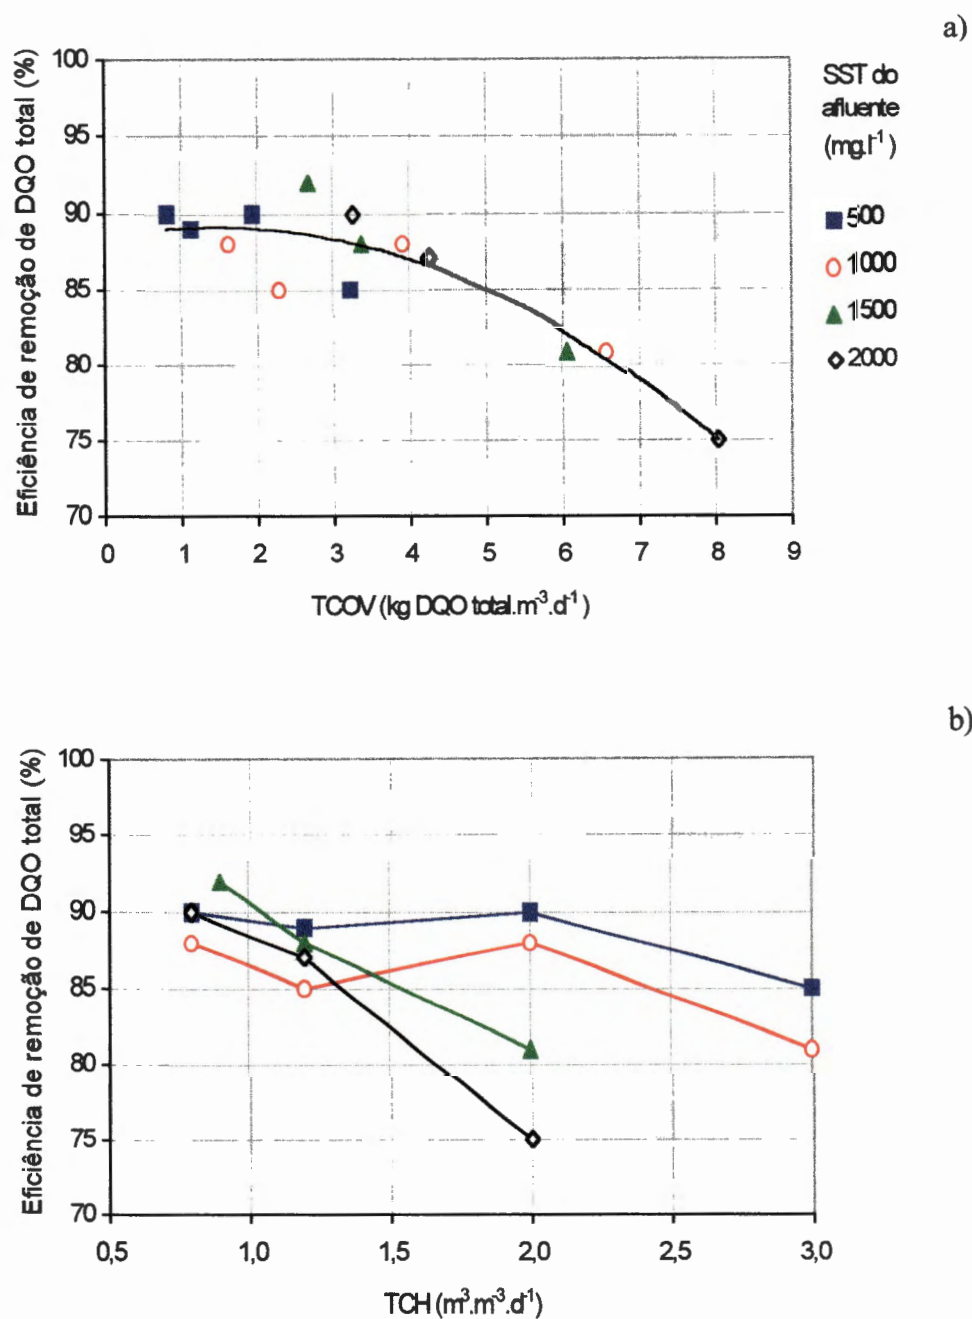 a)
Eficiência de remoção de DQO total (%)
100
95
90
85
80
75
70
0 1 2 3 4 5 6 7 8 9
TCOV (kg DQO total.m⁻³.d⁻¹)
SST do
afluente
(mg.l⁻¹)
500
1000
1500
2000
b)
Eficiência de remoção de DQO total (%)
100
95
90
85
80
75
70
0,5 1,0 1,5 2,0 2,5 3,0
TCH (m³.m⁻³.d⁻¹)